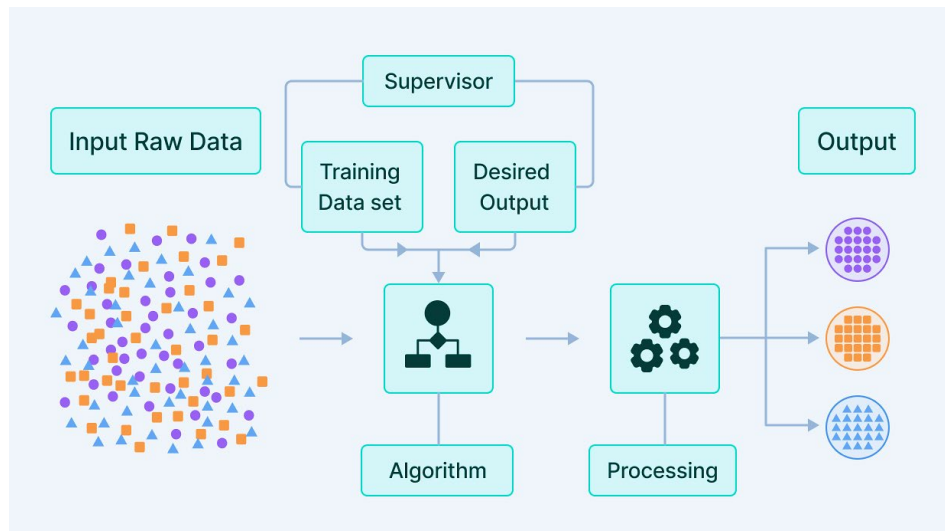 Supervisor
Input Raw Data
Training
Data set
Desired
Output
Output
Algorithm
Processing